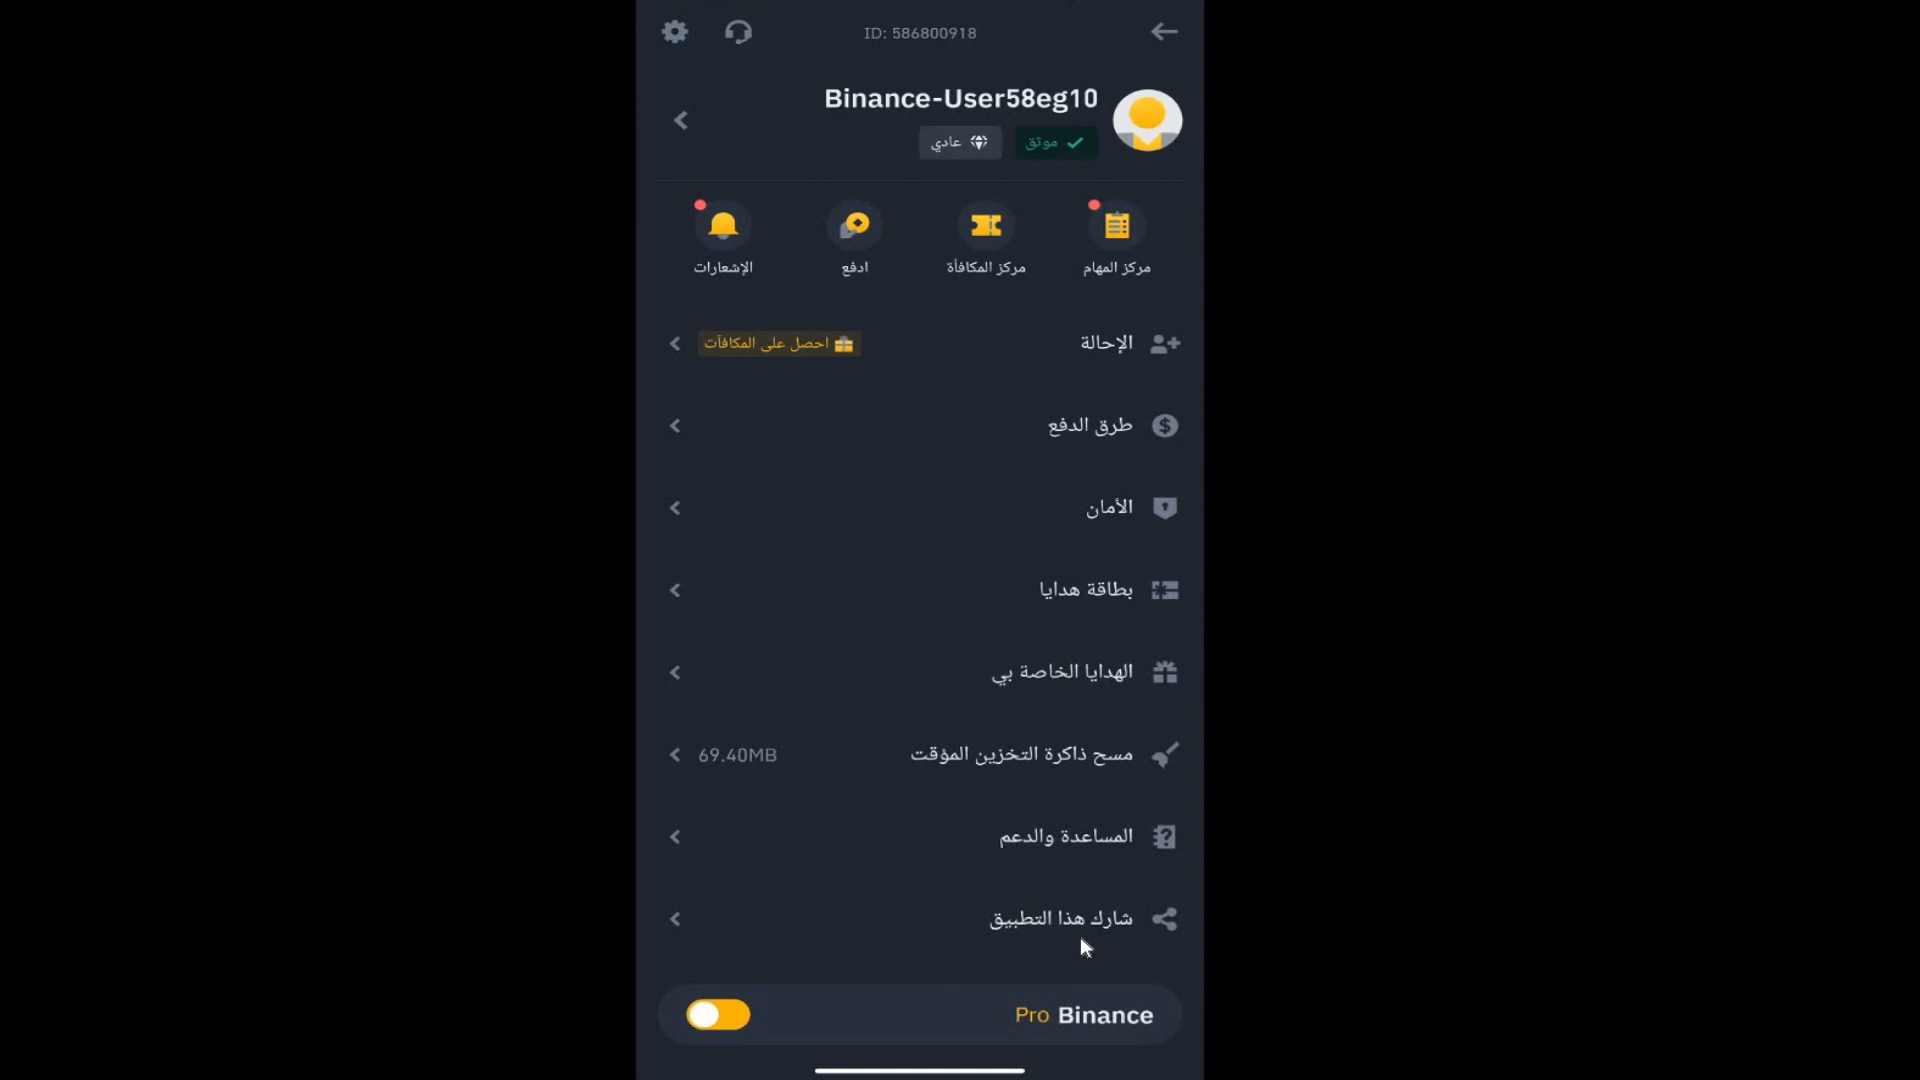 ID: 586800918
Binance-User58eg10
موثق
عادي
مركز المهام
مركز المكافأة
ادفع
الإشعارات
الإحالة
احصل على المكافآت
طرق الدفع
الأمان
بطاقة هدايا
الهدايا الخاصة بي
مسح ذاكرة التخزين المؤقت
69.40MB
المساعدة والدعم
شارك هذا التطبيق
Binance Pro